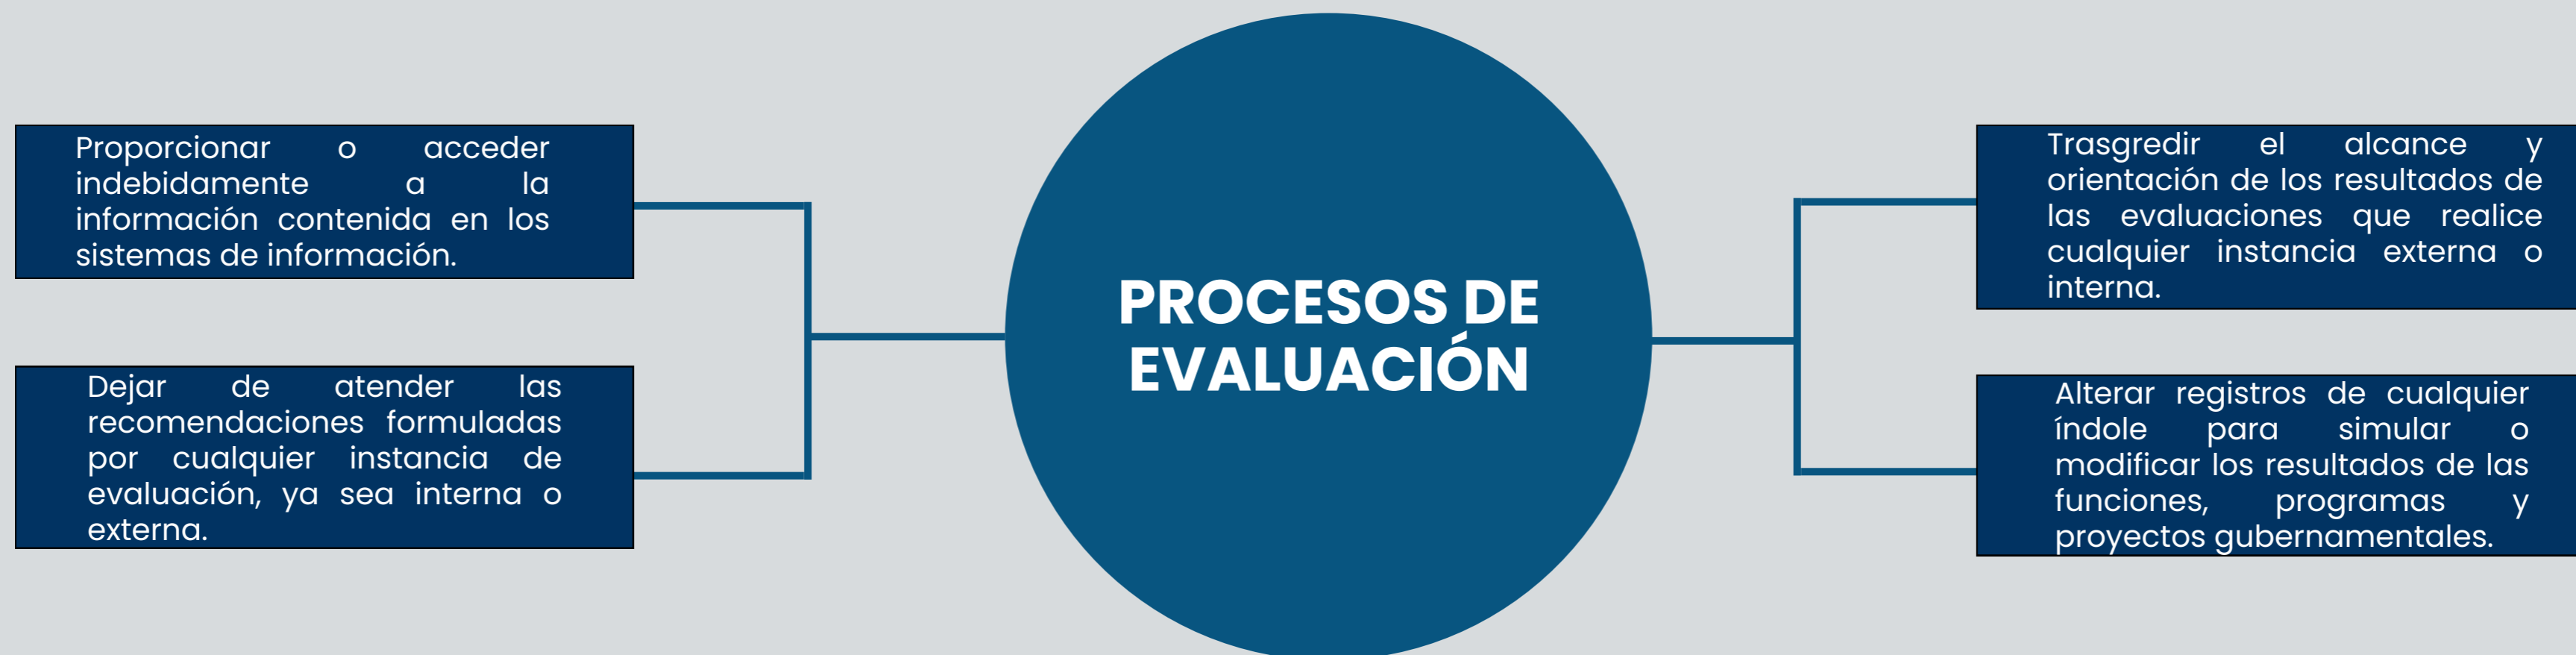 Proporcionar o acceder
indebidamente a la
información contenida en los
sistemas de información.
Dejar de atender las
recomendaciones formuladas
por cualquier instancia de
evaluación, ya sea interna o
externa.
PROCESOS DE
EVALUACIÓN
Trasgredir el alcance y
orientación de los resultados de
las evaluaciones que realice
cualquier instancia externa o
interna.
Alterar registros de cualquier
índole para simular o
modificar los resultados de las
funciones, programas y
proyectos gubernamentales.